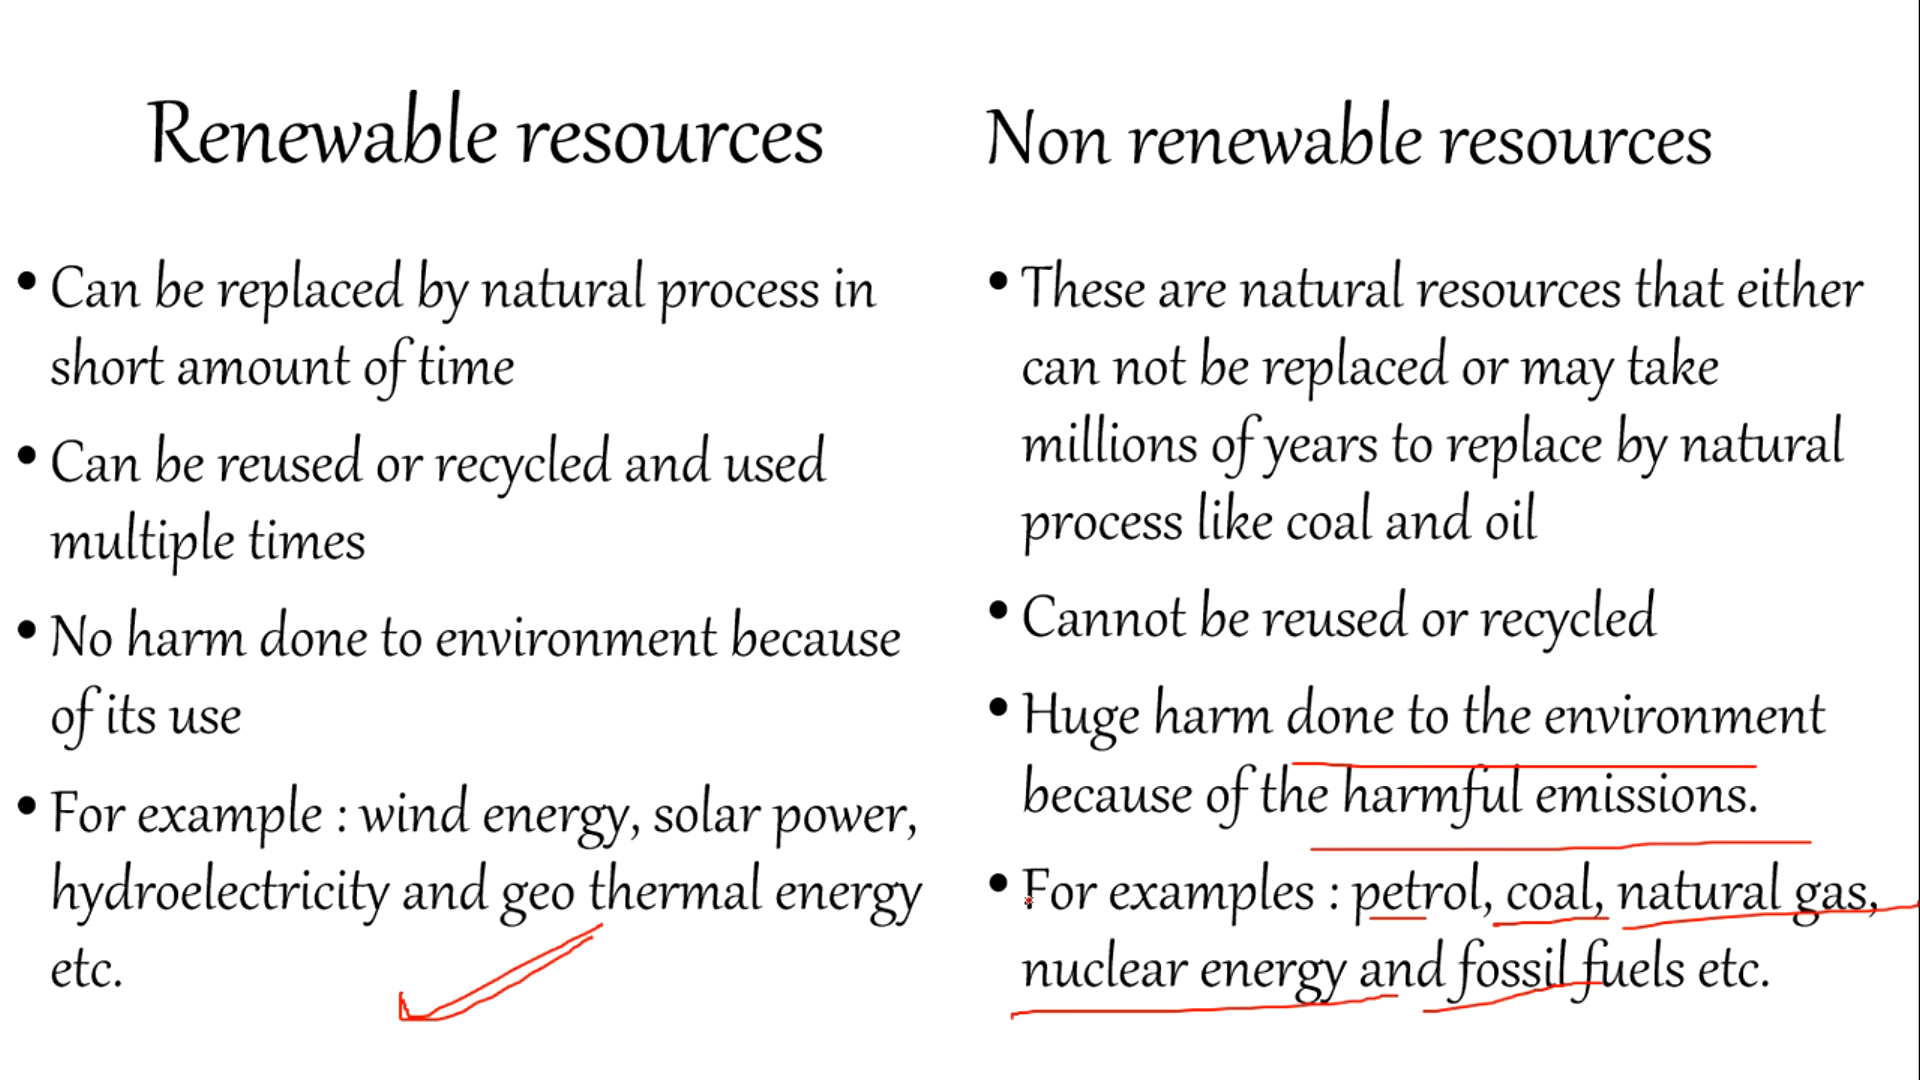 Renewable resources
• Can be replaced by natural process in
short amount of time
• Can be reused or recycled and used
multiple times
• No harm done to environment because
of its use
• For example : wind energy, solar power,
hydroelectricity and geo thermal energy
etc.
Non renewable resources
• These are natural resources that either
can not be replaced or may take
millions of years to replace by natural
process like coal and oil
• Cannot be reused or recycled
• Huge harm done to the environment
because of the harmful emissions.
• For examples : petrol, coal, natural gas,
nuclear energy and fossil fuels etc.